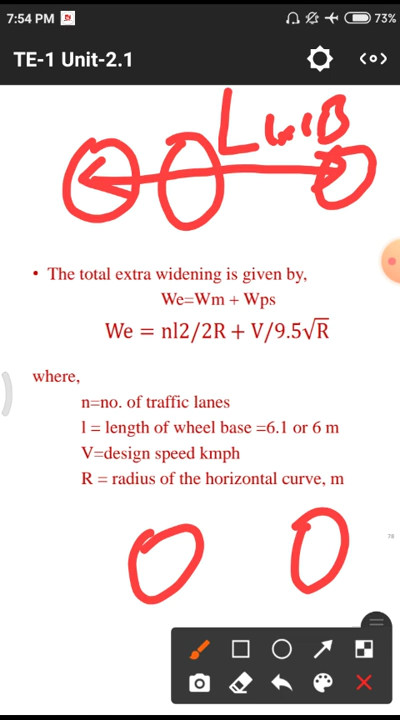 7:54 PM
73%
TE-1 Unit-2.1
L
• The total extra widening is given by,
We=Wm + Wps
We = nl2/2R + V/9.5√R
where,
n=no. of traffic lanes
l = length of wheel base =6.1 or 6 m
V=design speed kmph
R = radius of the horizontal curve, m
78